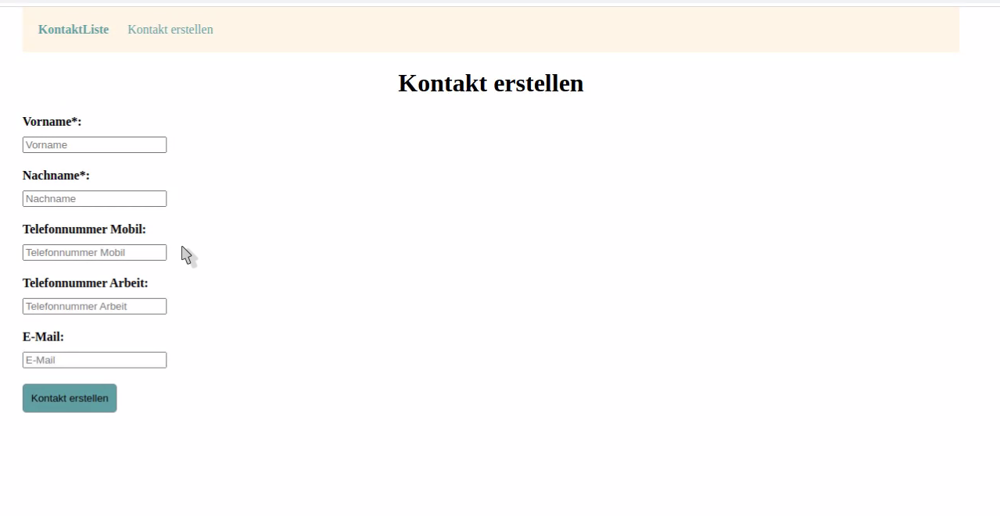 KontaktListe Kontakt erstellen
Kontakt erstellen
Vorname*:
Vorname
Nachname*:
Nachname
Telefonnummer Mobil:
Telefonnummer Mobil
Telefonnummer Arbeit:
Telefonnummer Arbeit
E-Mail:
E-Mail
Kontakt erstellen